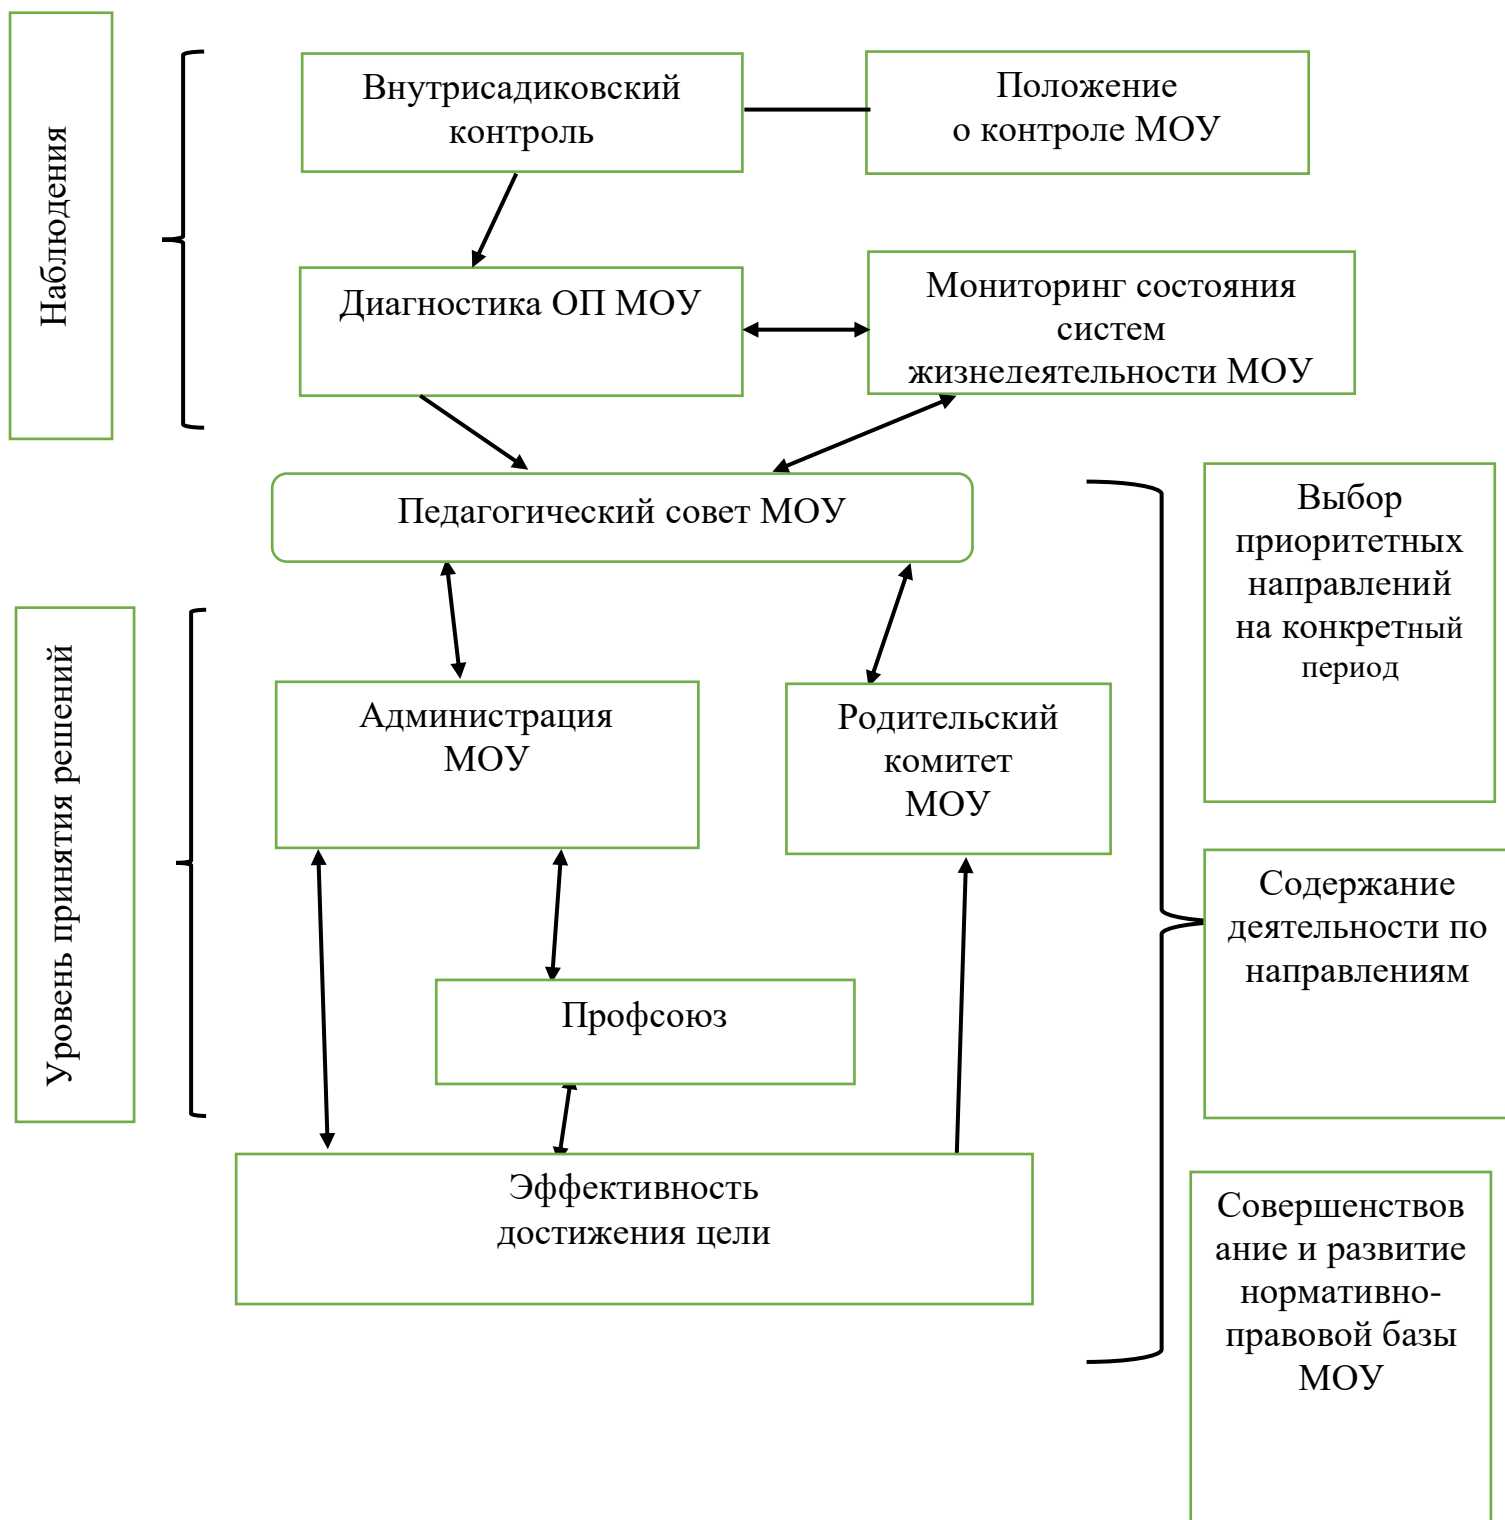 Наблюдения
Внутрисадиковский
контроль
Положение
о контроле МОУ
Диагностика ОП МОУ
Мониторинг состояния
систем
жизнедеятельности МОУ
Педагогический совет МОУ
Выбор
приоритетных
направлений
на конкретный
период
Уровень принятия решений
Администрация
МОУ
Родительский
комитет
МОУ
Содержание
деятельности по
направлениям
Профсоюз
Эффективность
достижения цели
Совершенствов
ание и развитие
нормативно-
правовой базы
МОУ